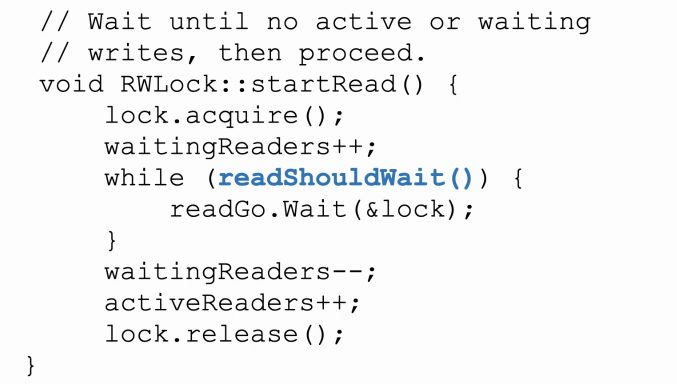 // Wait until no active or waiting
// writes, then proceed.
void RWLock::startRead() {
lock.acquire();
waitingReaders++;
while (readShouldWait()) {
readGo.Wait(&lock);
}
waitingReaders--;
activeReaders++;
lock.release();
}